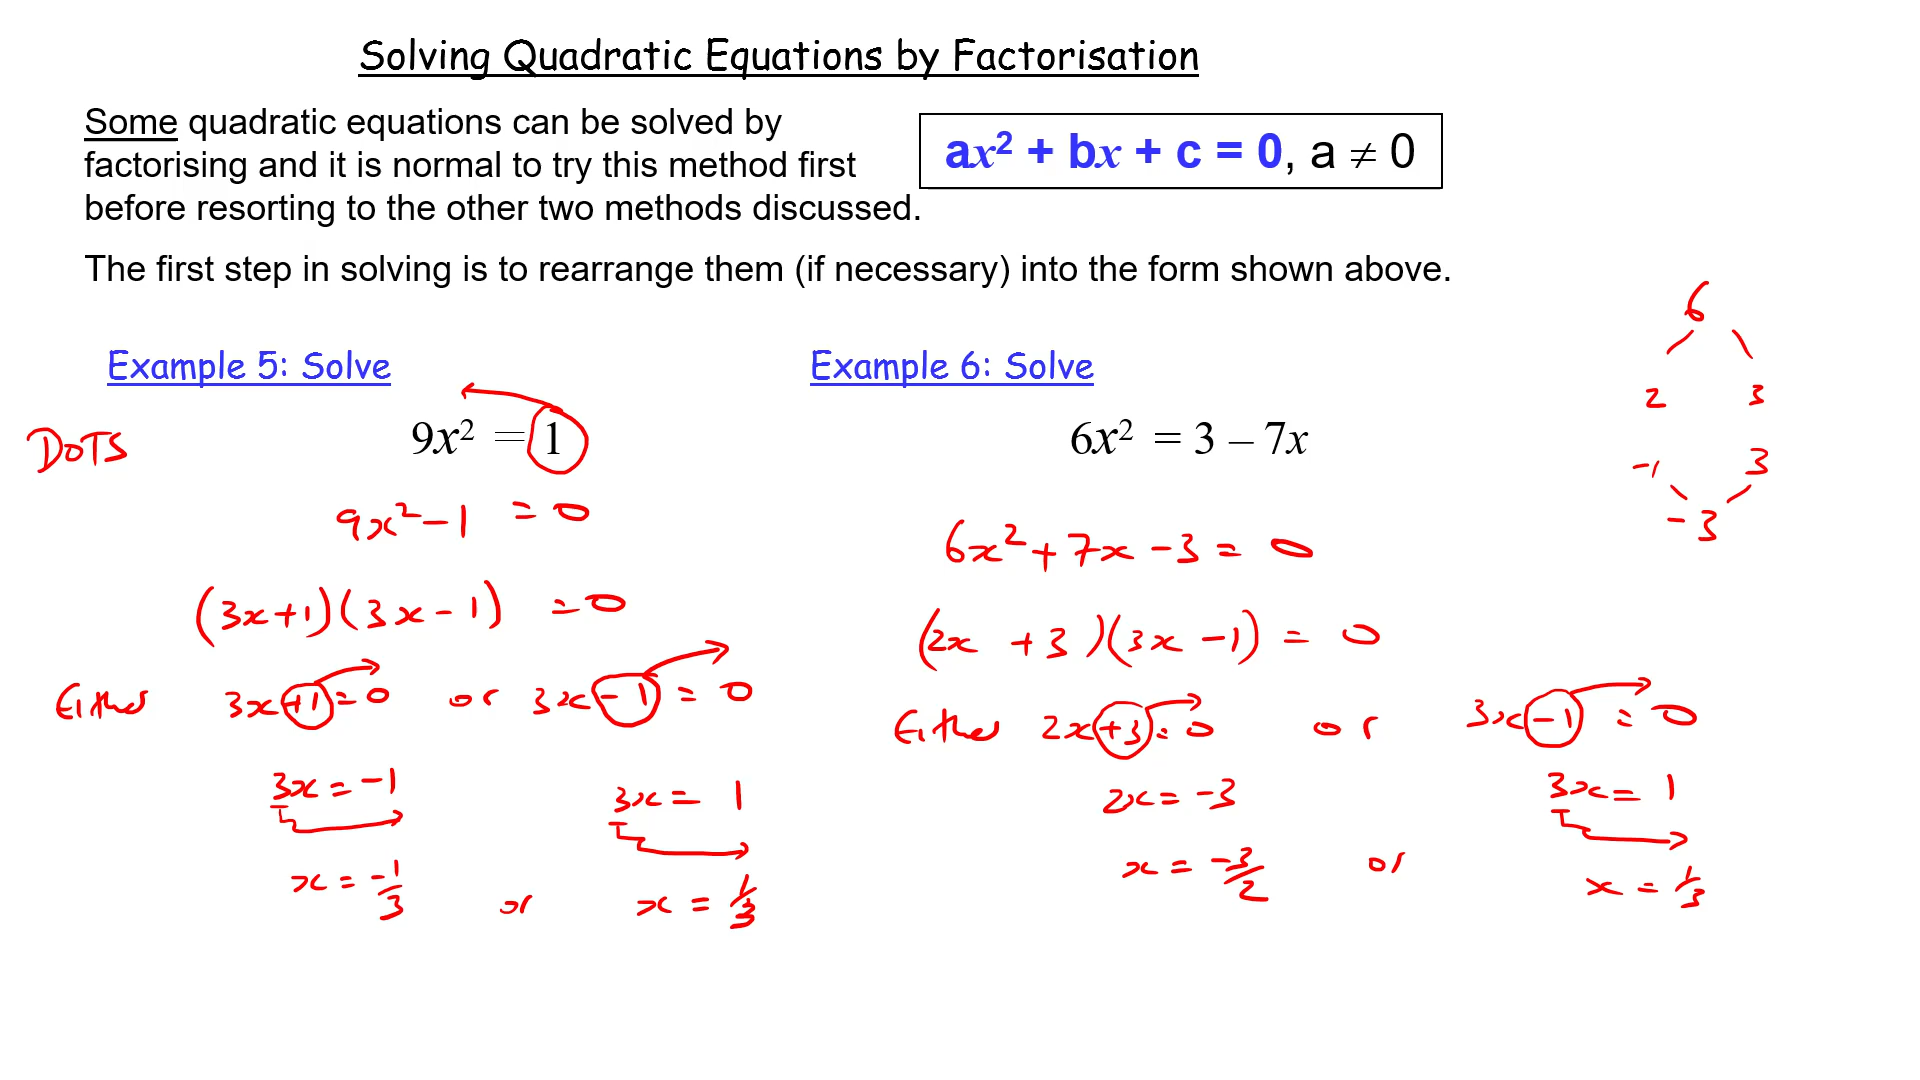 Solving Quadratic Equations by Factorisation
Some quadratic equations can be solved by
factorising and it is normal to try this method first
before resorting to the other two methods discussed.
ax² + bx + c = 0, a ≠ 0
The first step in solving is to rearrange them (if necessary) into the form shown above.
Example 5: Solve
DOTS
9x² = 1
9x² - 1 = 0
(3x+1)(3x-1) = 0
Either 3x+1=0 or 3x-1=0
3x = -1
3x = 1
x = -1/3 or x = 1/3
Example 6: Solve
6x² = 3 – 7x
6x² + 7x - 3 = 0
(2x + 3)(3x - 1) = 0
Either 2x+3=0 or 3x-1=0
2x = -3
3x = 1
x = -3/2 or x = 1/3
6
2 3
-1 3
-3